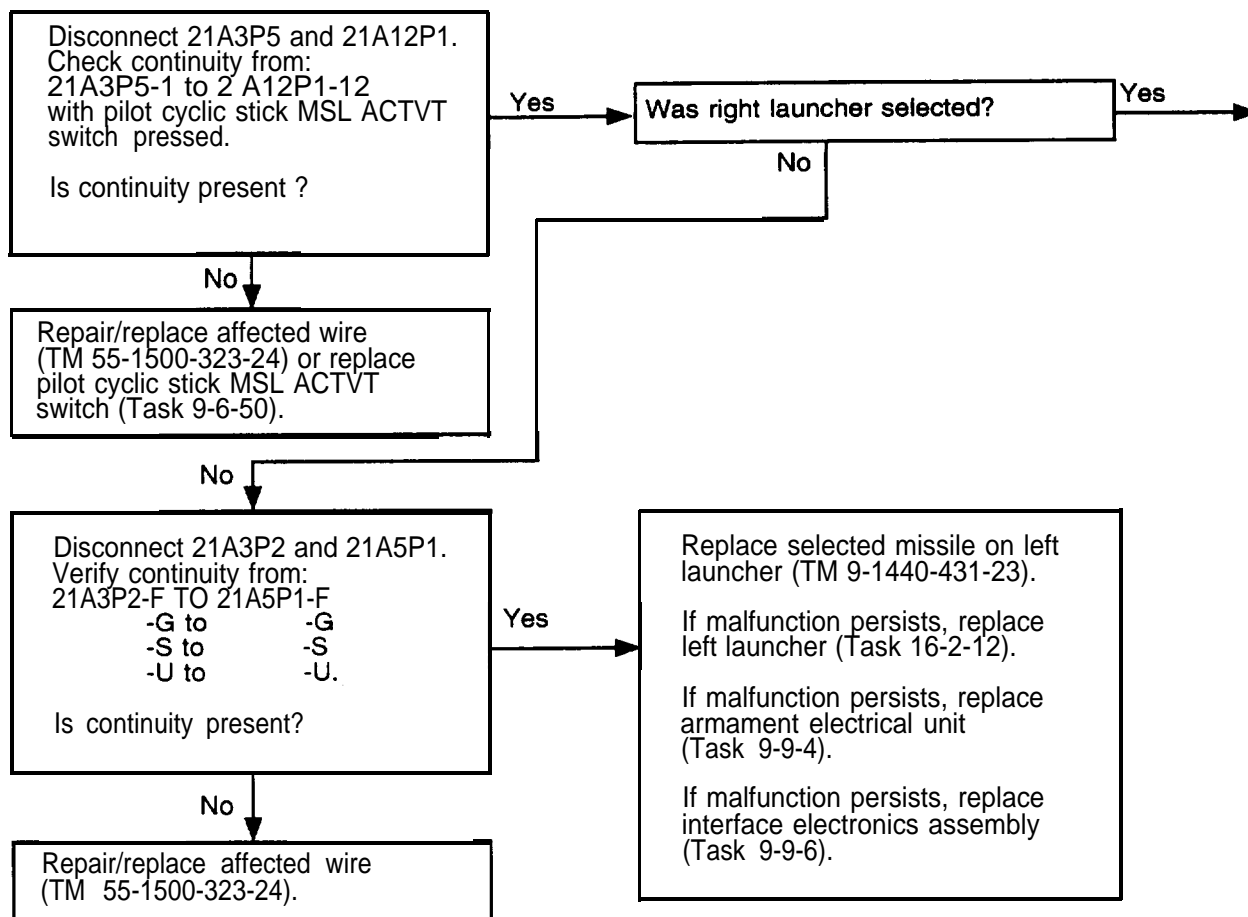 Disconnect 21A3P5 and 21A12P1.
Check continuity from:
21A3P5-1 to 2 A12P1-12
with pilot cyclic stick MSL ACTVT
switch pressed.
Is continuity present ?
Yes
Was right launcher selected?
Yes
No
No
Repair/replace affected wire
(TM 55-1500-323-24) or replace
pilot cyclic stick MSL ACTVT
switch (Task 9-6-50).
No
Disconnect 21A3P2 and 21A5P1.
Verify continuity from:
21A3P2-F TO 21A5P1-F
-G to -G
-S to -S
-U to -U.
Is continuity present?
Yes
Replace selected missile on left
launcher (TM 9-1440-431-23).
If malfunction persists, replace
left launcher (Task 16-2-12).
If malfunction persists, replace
armament electrical unit
(Task 9-9-4).
If malfunction persists, replace
interface electronics assembly
(Task 9-9-6).
No
Repair/replace affected wire
(TM 55-1500-323-24).